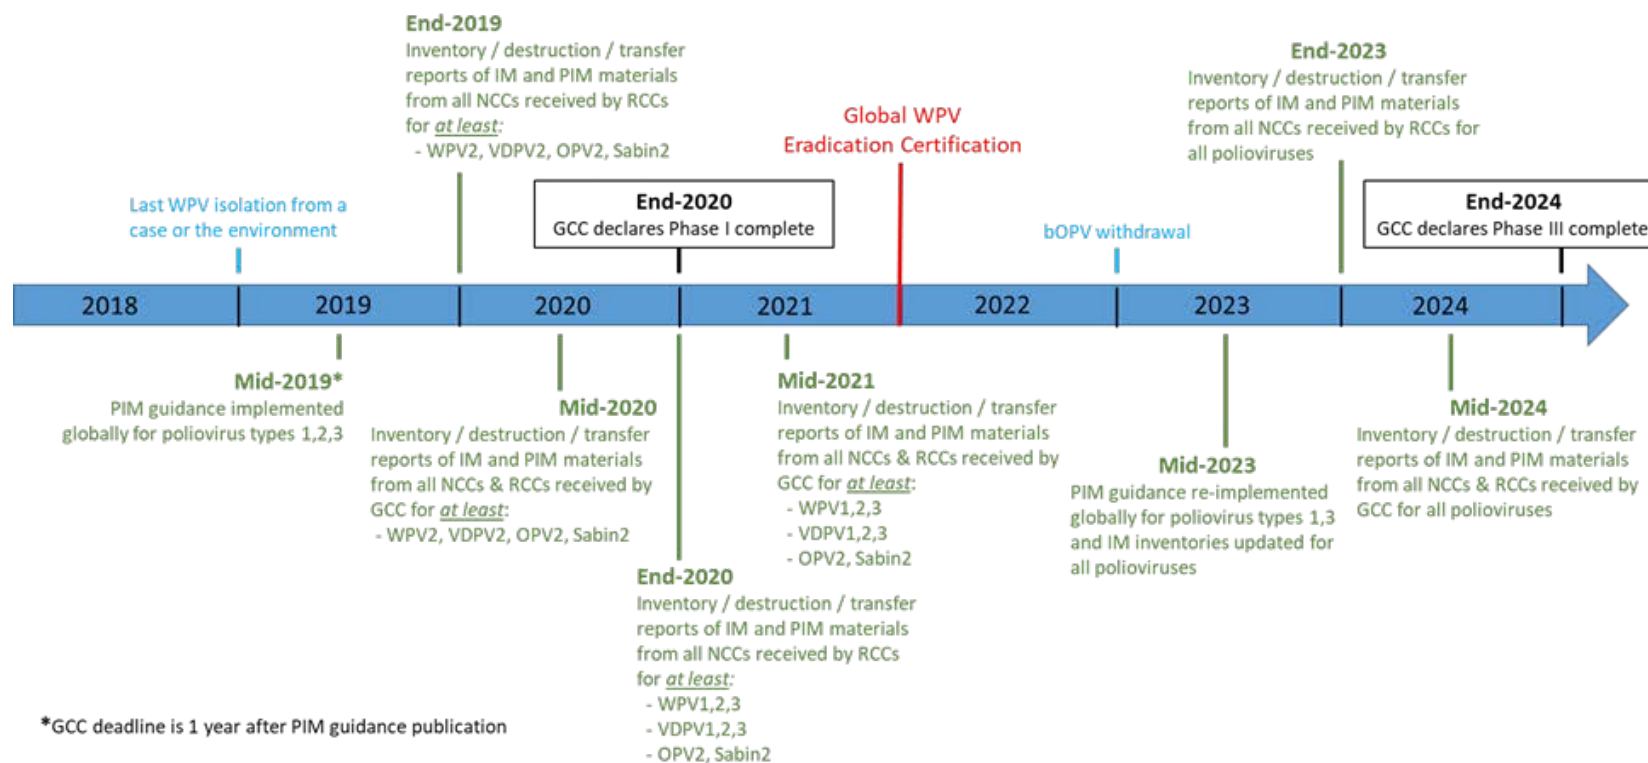 End-2019
Inventory / destruction / transfer
reports of IM and PIM materials
from all NCCs received by RCCs
for at least:
- WPV2, VDPV2, OPV2, Sabin2
End-2023
Inventory / destruction / transfer
reports of IM and PIM materials
from all NCCs received by RCCs for
all polioviruses
Global WPV
Eradication Certification
Last WPV isolation from a
case or the environment
End-2020
GCC declares Phase I complete
bOPV withdrawal
End-2024
GCC declares Phase III complete
2018
2019
2020
2021
2022
2023
2024
Mid-2019*
PIM guidance implemented
globally for poliovirus types 1,2,3
Mid-2020
Inventory / destruction / transfer
reports of IM and PIM materials
from all NCCs & RCCs received by
GCC for at least:
- WPV2, VDPV2, OPV2, Sabin2
End-2020
Inventory / destruction / transfer
reports of IM and PIM materials
from all NCCs received by RCCs
for at least:
- WPV1,2,3
- VDPV1,2,3
- OPV2, Sabin2
Mid-2021
Inventory / destruction / transfer
reports of IM and PIM materials
from all NCCs & RCCs received by
GCC for at least:
- WPV1,2,3
- VDPV1,2,3
- OPV2, Sabin2
Mid-2023
PIM guidance re-implemented
globally for poliovirus types 1,3
and IM inventories updated for
all polioviruses
Mid-2024
Inventory / destruction / transfer
reports of IM and PIM materials
from all NCCs & RCCs received by
GCC for all polioviruses
*GCC deadline is 1 year after PIM guidance publication